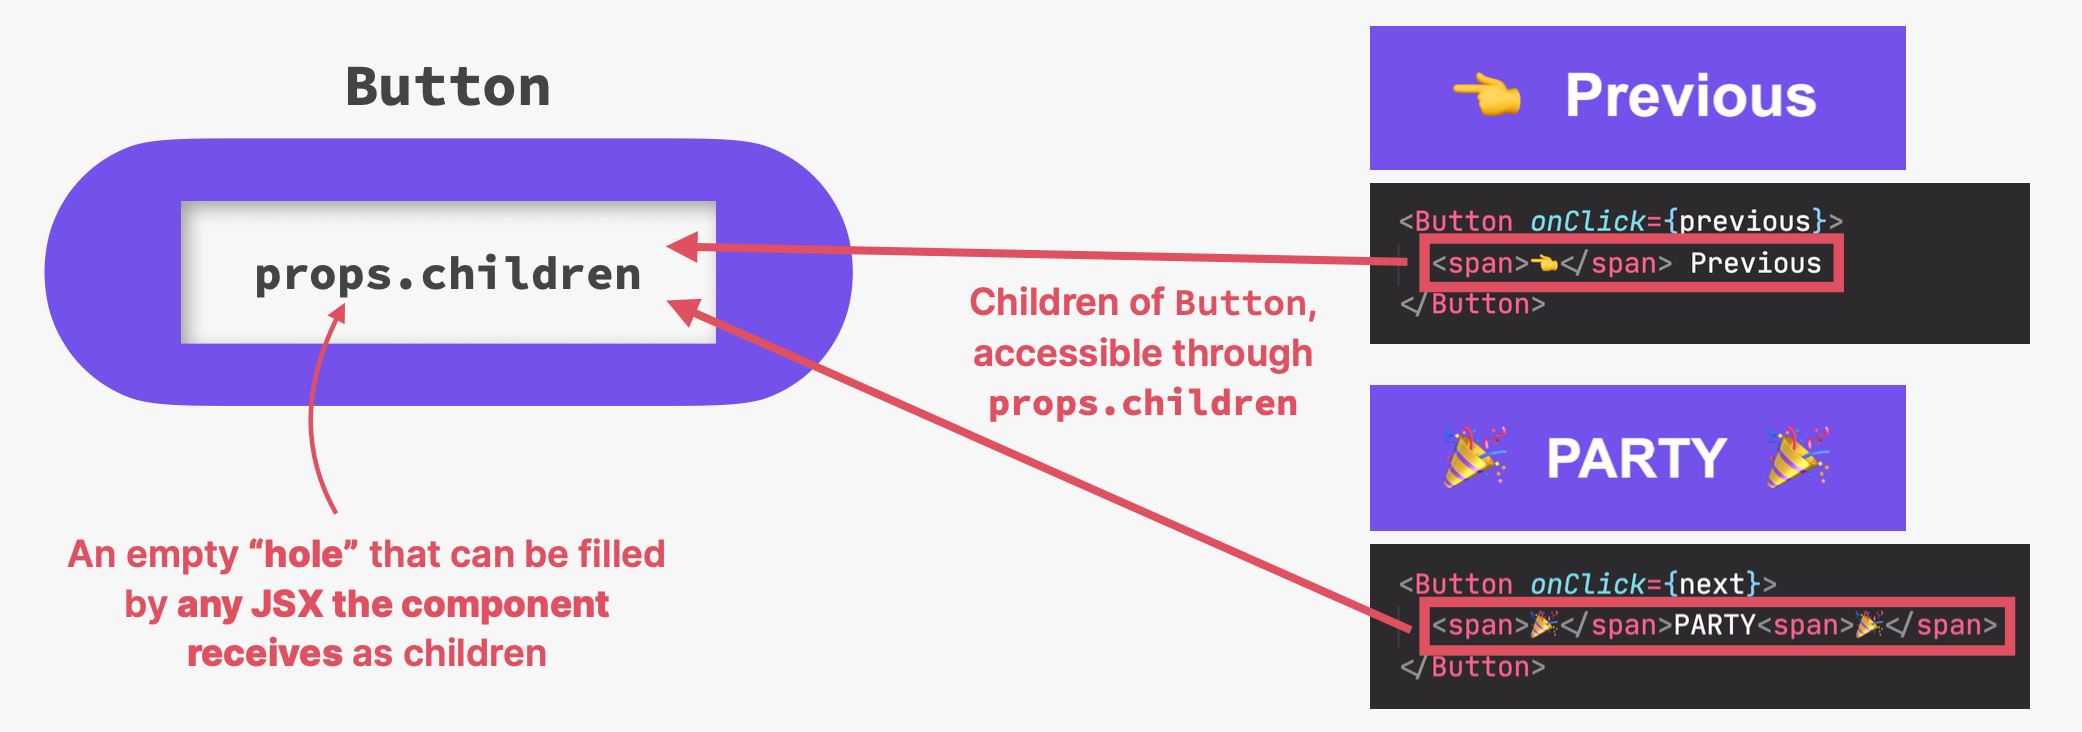 Button
props.children
An empty “hole” that can be filled
by any JSX the component
receives as children
Children of Button,
accessible through
props.children
👈 Previous
<Button onClick={previous}>
<span>👈</span> Previous
</Button>
🎉 PARTY 🎉
<Button onClick={next}>
<span>🎉</span>PARTY<span>🎉</span>
</Button>